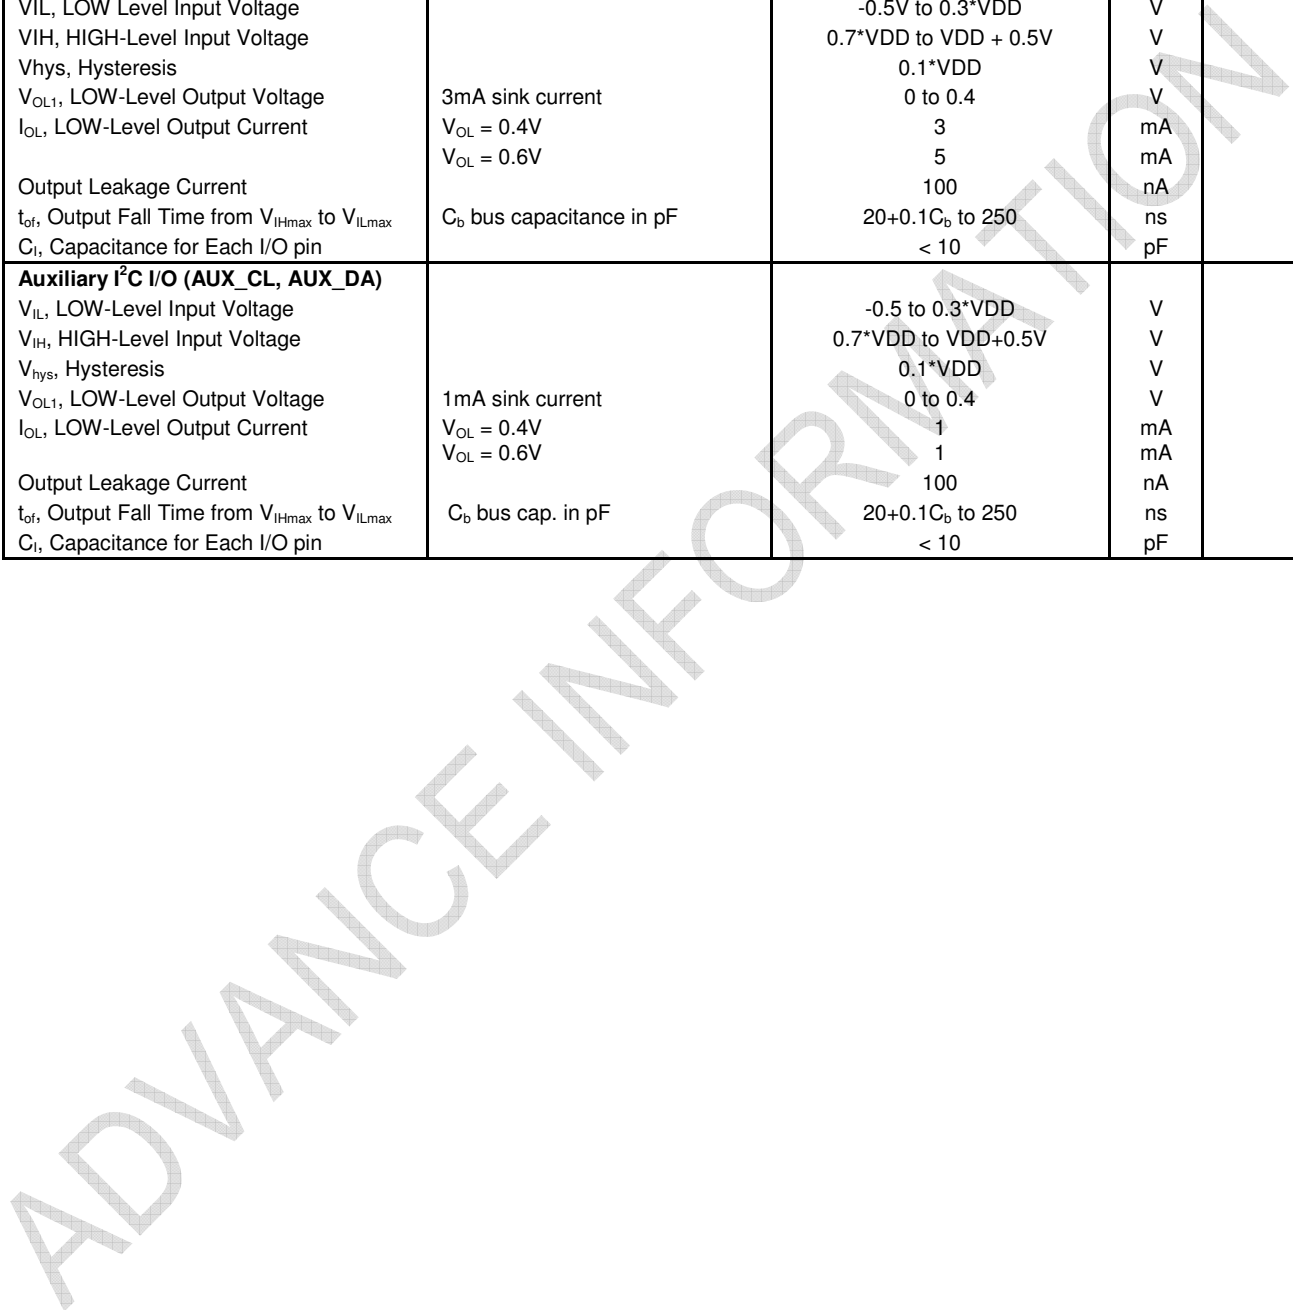 VIL, LOW Level Input Voltage -0.5V to 0.3*VDD V
VIH, HIGH-Level Input Voltage 0.7*VDD to VDD + 0.5V V
Vhys, Hysteresis 0.1*VDD V
VOL1, LOW-Level Output Voltage 3mA sink current 0 to 0.4 V
IOL, LOW-Level Output Current VOL = 0.4V 3 mA
VOL = 0.6V 5 mA
Output Leakage Current 100 nA
tof, Output Fall Time from VIHmax to VILmax Cb bus capacitance in pF 20+0.1Cb to 250 ns
CI, Capacitance for Each I/O pin < 10 pF
Auxiliary I²C I/O (AUX_CL, AUX_DA)
VIL, LOW-Level Input Voltage -0.5 to 0.3*VDD V
VIH, HIGH-Level Input Voltage 0.7*VDD to VDD+0.5V V
Vhys, Hysteresis 0.1*VDD V
VOL1, LOW-Level Output Voltage 1mA sink current 0 to 0.4 V
IOL, LOW-Level Output Current VOL = 0.4V 1 mA
VOL = 0.6V 1 mA
Output Leakage Current 100 nA
tof, Output Fall Time from VIHmax to VILmax Cb bus cap. in pF 20+0.1Cb to 250 ns
CI, Capacitance for Each I/O pin < 10 pF
ADVANCE INFORMATION